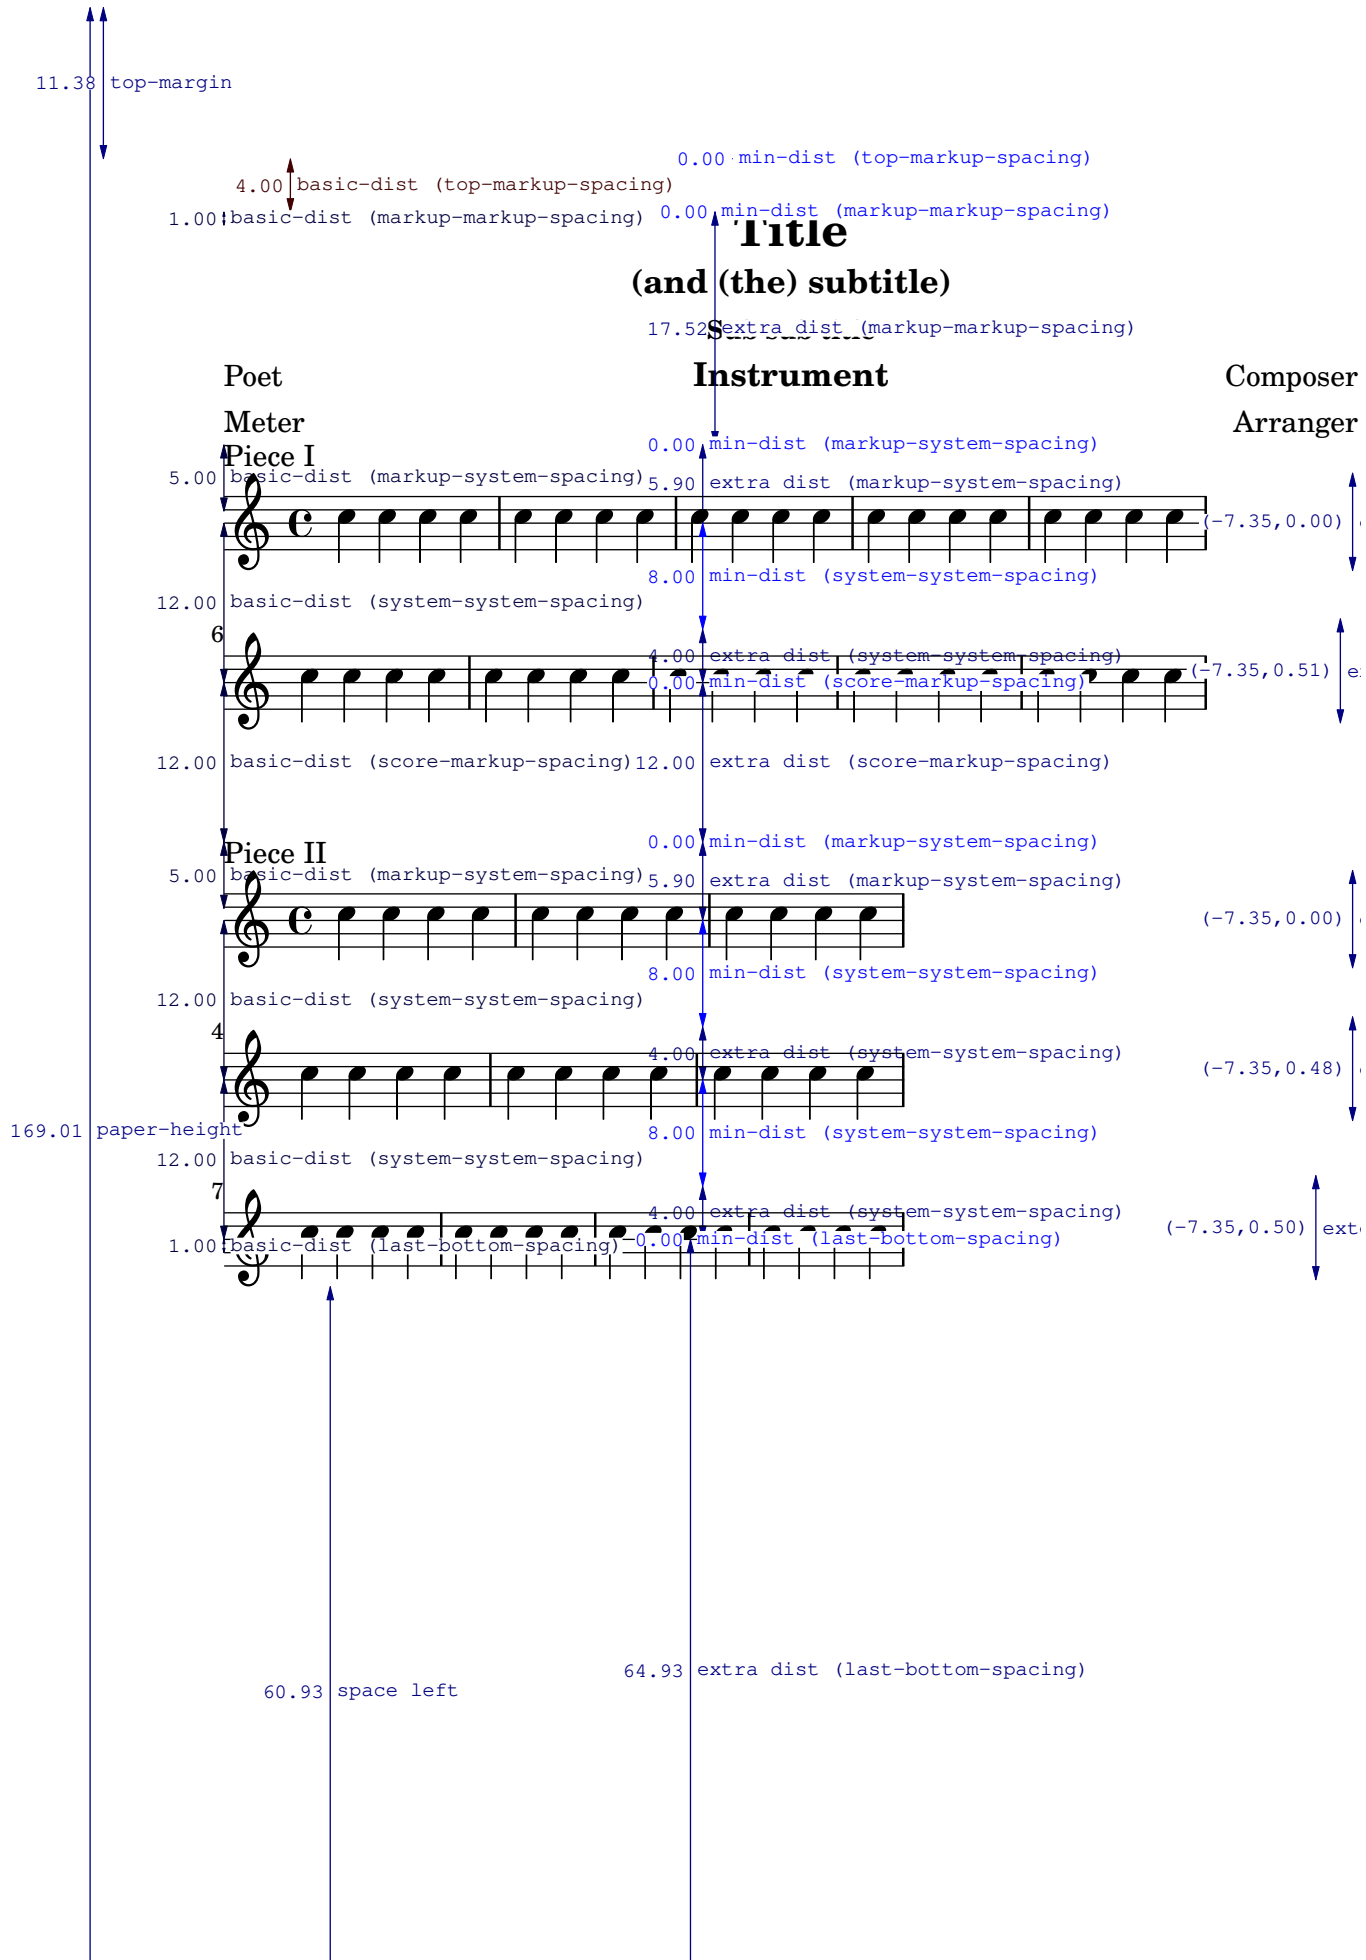 11.38 top-margin
0.00 min-dist (top-markup-spacing)
4.00 basic-dist (top-markup-spacing)
1.00 basic-dist (markup-markup-spacing) 0.00 min-dist (markup-markup-spacing)
Title
(and (the) subtitle)
17.52 extra dist (markup-markup-spacing)
Sub sub title
Poet Instrument Composer
Meter Arranger
0.00 min-dist (markup-system-spacing)
Piece I
5.00 basic-dist (markup-system-spacing) 5.90 extra dist (markup-system-spacing)
(-7.35,0.00)
8.00 min-dist (system-system-spacing)
12.00 basic-dist (system-system-spacing)
6
4.00 extra dist (system-system-spacing)
(-7.35,0.51)
0.00 min-dist (score-markup-spacing)
12.00 basic-dist (score-markup-spacing) 12.00 extra dist (score-markup-spacing)
0.00 min-dist (markup-system-spacing)
Piece II
5.00 basic-dist (markup-system-spacing) 5.90 extra dist (markup-system-spacing)
(-7.35,0.00)
8.00 min-dist (system-system-spacing)
12.00 basic-dist (system-system-spacing)
4
4.00 extra dist (system-system-spacing)
(-7.35,0.48)
169.01 paper-height
8.00 min-dist (system-system-spacing)
12.00 basic-dist (system-system-spacing)
7
4.00 extra dist (system-system-spacing)
(-7.35,0.50)
1.00 basic-dist (last-bottom-spacing) 0.00 min-dist (last-bottom-spacing)
64.93 extra dist (last-bottom-spacing)
60.93 space left